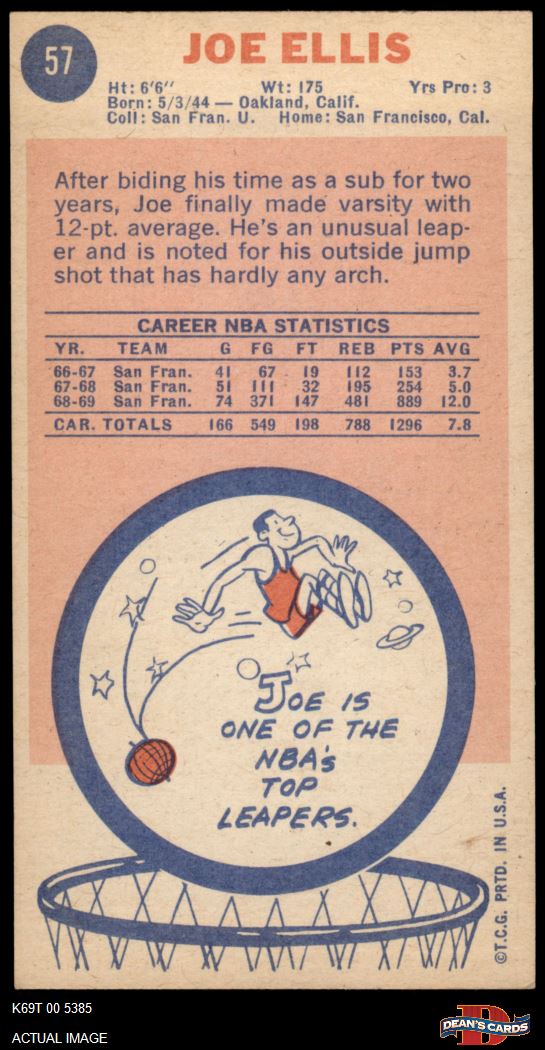 57
JOE ELLIS
Ht: 6'6" Wt: 175 Yrs Pro: 3
Born: 5/3/44 — Oakland, Calif.
Coll: San Fran. U. Home: San Francisco, Cal.
After biding his time as a sub for two
years, Joe finally made varsity with
12-pt. average. He's an unusual leap-
er and is noted for his outside jump
shot that has hardly any arch.
CAREER NBA STATISTICS
YR. TEAM G FG FT REB PTS AVG
66-67 San Fran. 41 67 19 112 153 3.7
67-68 San Fran. 51 111 32 195 254 5.0
68-69 San Fran. 74 371 147 481 889 12.0
CAR. TOTALS 166 549 198 788 1296 7.8
JOE IS
ONE OF THE
NBA's
TOP
LEAPERS.
©T.C.G. PRTD. IN U.S.A.
K69T 00 5385
ACTUAL IMAGE
D
DEAN'S CARDS